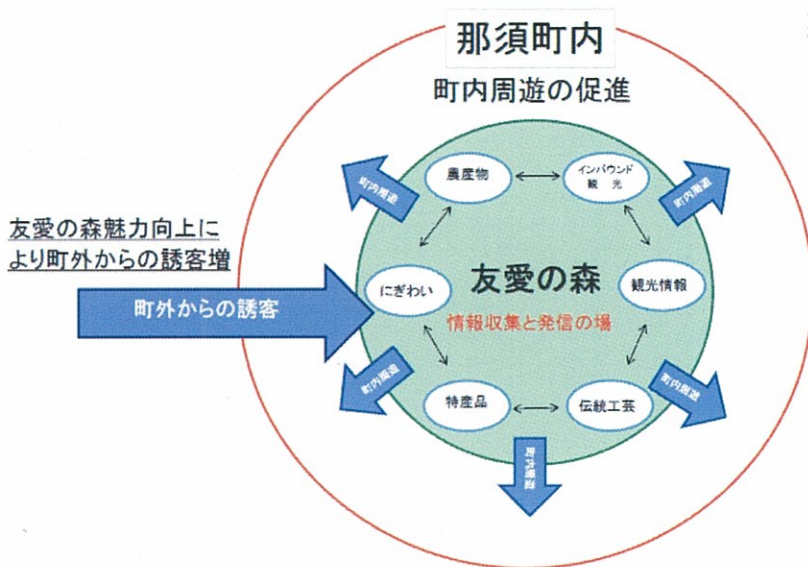 那須町内
町内周遊の促進
農産物
インバウンド
観 光
町内周遊
町内周遊
友愛の森魅力向上に
より町外からの誘客増
町外からの誘客
にぎわい
友愛の森
情報収集と発信の場
観光情報
町内周遊
町内周遊
特産品
伝統工芸
町内周遊